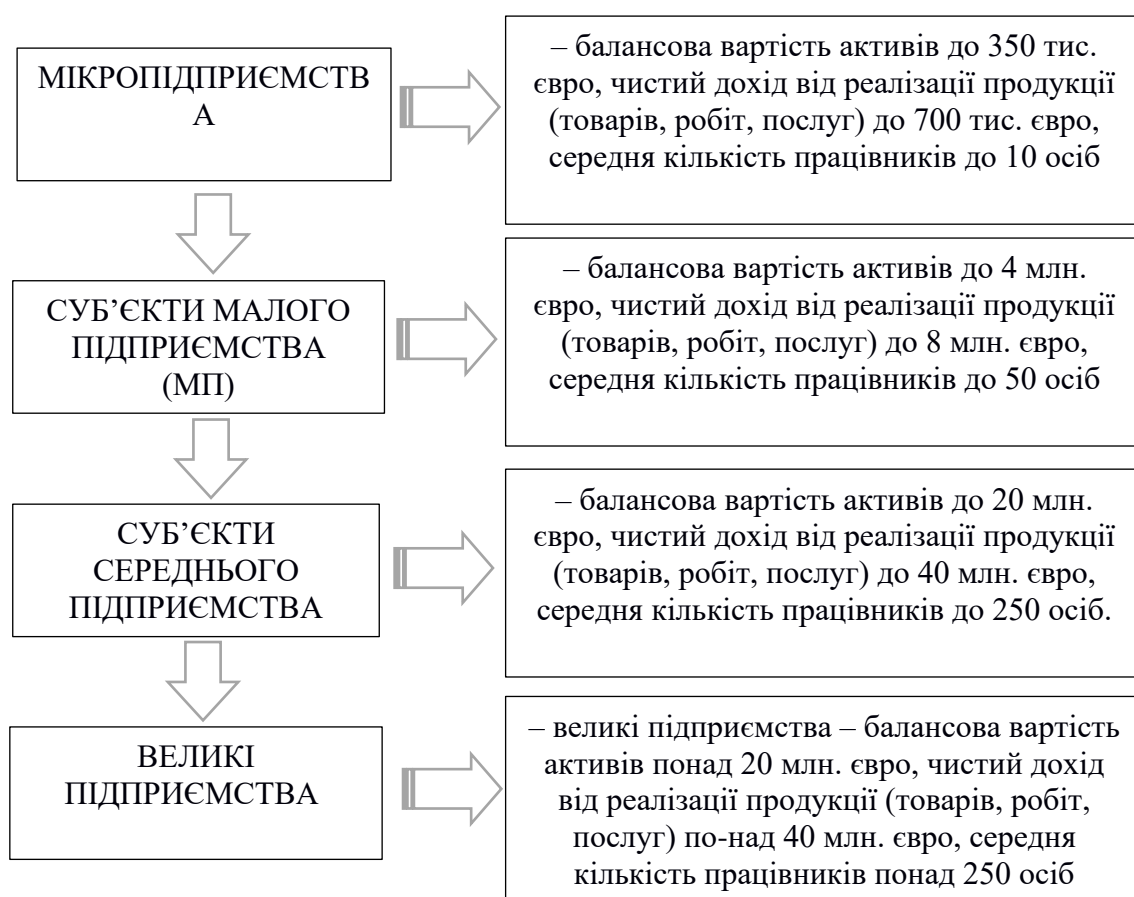 МІКРОПІДПРИЄМСТВ
А
– балансова вартість активів до 350 тис.
євро, чистий дохід від реалізації продукції
(товарів, робіт, послуг) до 700 тис. євро,
середня кількість працівників до 10 осіб
СУБ’ЄКТИ МАЛОГО
ПІДПРИЄМСТВА
(МП)
– балансова вартість активів до 4 млн.
євро, чистий дохід від реалізації продукції
(товарів, робіт, послуг) до 8 млн. євро,
середня кількість працівників до 50 осіб
СУБ’ЄКТИ
СЕРЕДНЬОГО
ПІДПРИЄМСТВА
– балансова вартість активів до 20 млн.
євро, чистий дохід від реалізації продукції
(товарів, робіт, послуг) до 40 млн. євро,
середня кількість працівників до 250 осіб.
ВЕЛИКІ
ПІДПРИЄМСТВА
– великі підприємства – балансова вартість
активів понад 20 млн. євро, чистий дохід
від реалізації продукції (товарів, робіт,
послуг) по-над 40 млн. євро, середня
кількість працівників понад 250 осіб